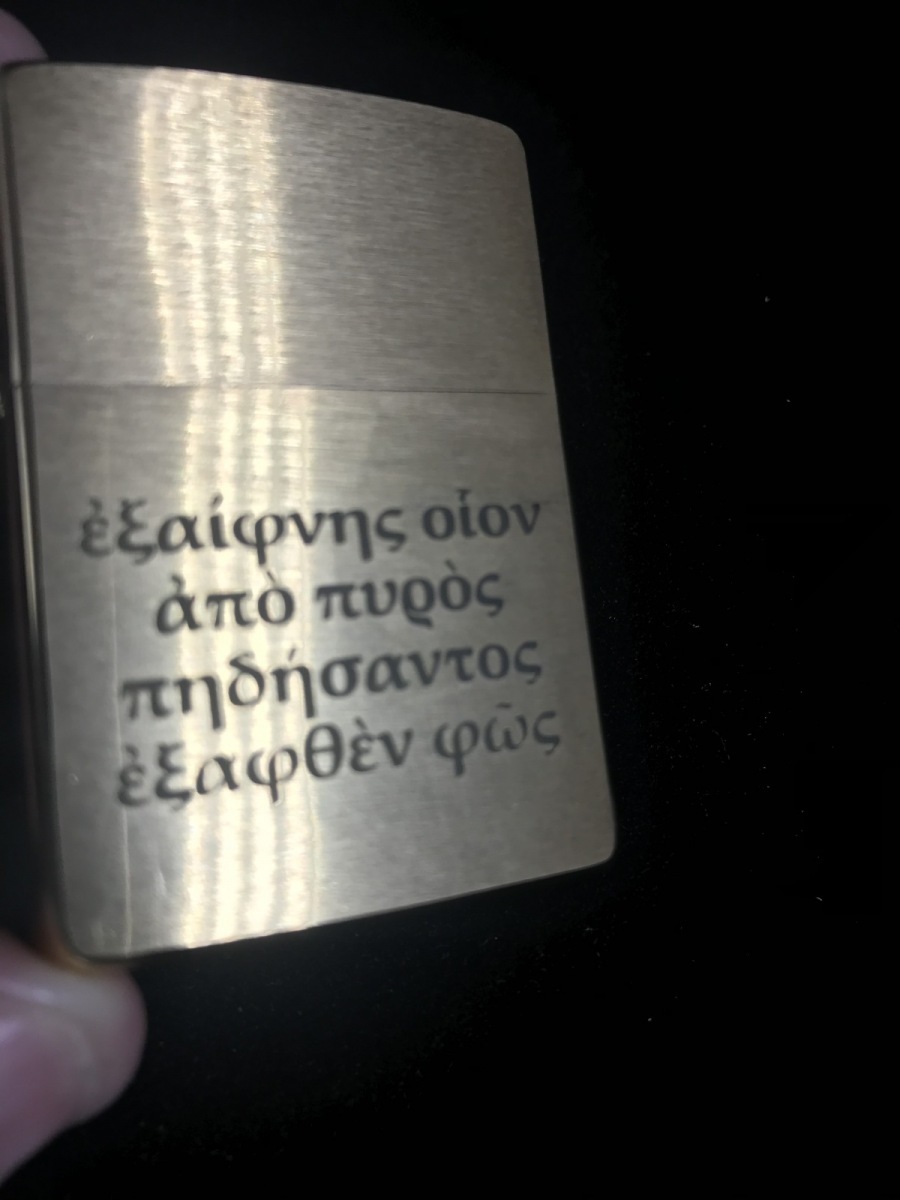 ἐξαίφνης οἷον
ἀπὸ πυρὸς
πηδήσαντος
ἐξαφθὲν φῶς